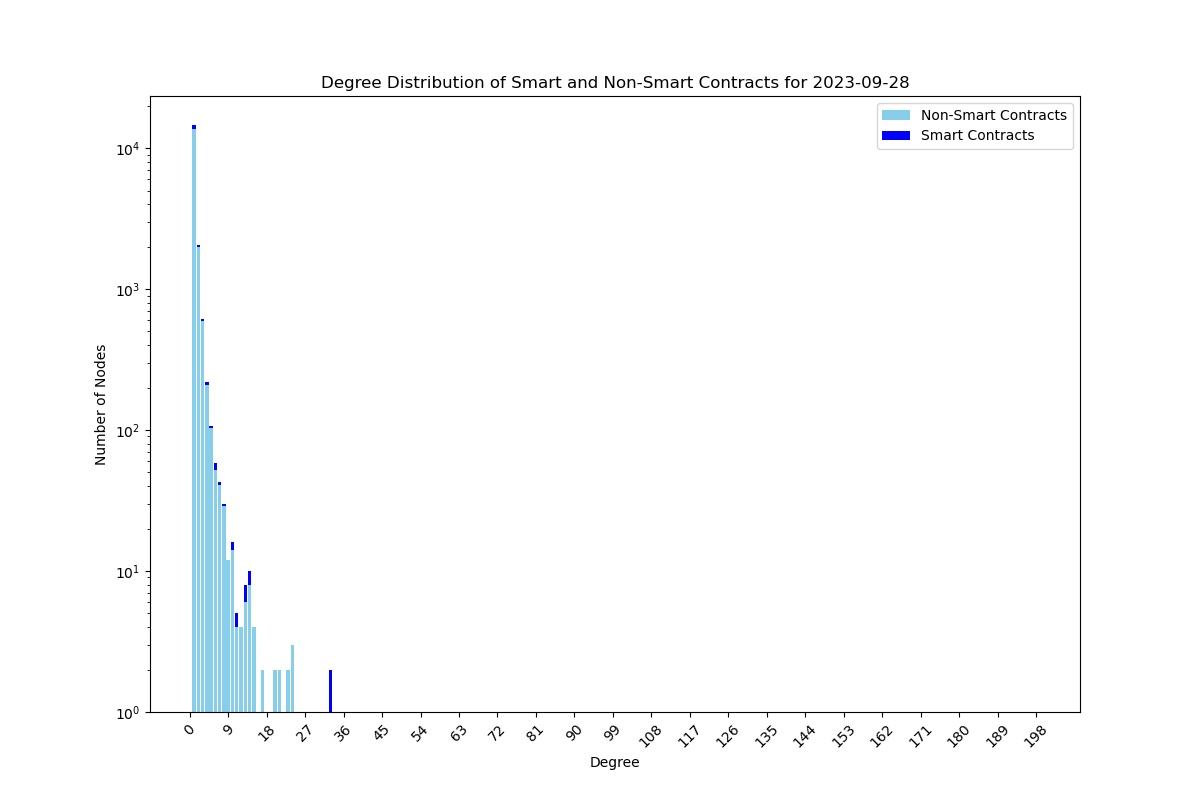 Degree Distribution of Smart and Non-Smart Contracts for 2023-09-28
Non-Smart Contracts
Smart Contracts
Number of Nodes
10^4
10^3
10^2
10^1
10^0
0 9 18 27 36 45 54 63 72 81 90 99 108 117 126 135 144 153 162 171 180 189 198
Degree